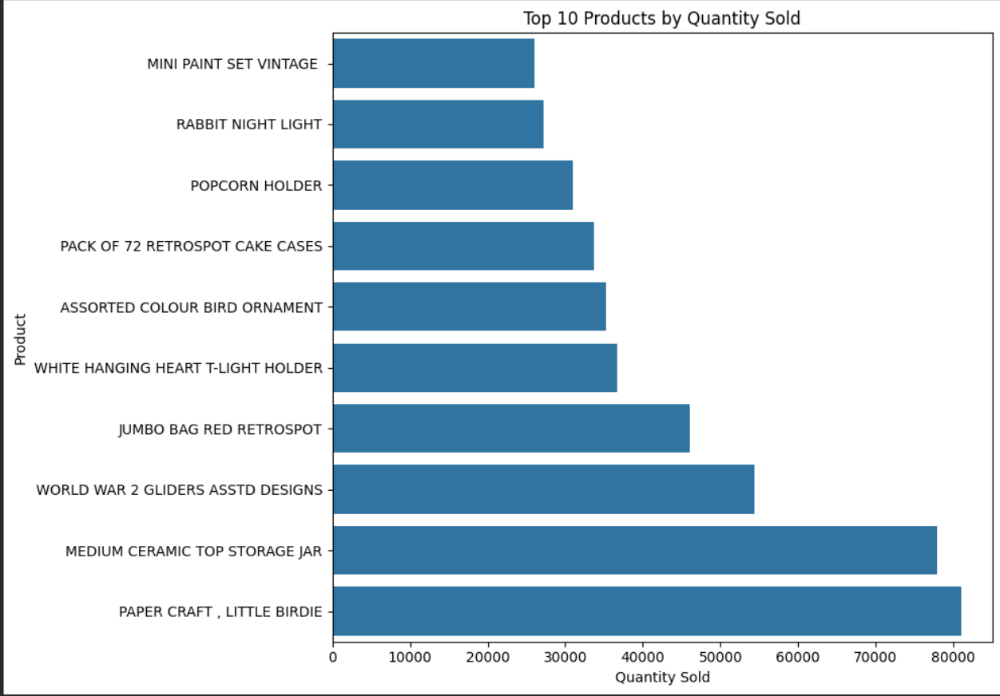 Top 10 Products by Quantity Sold
MINI PAINT SET VINTAGE
RABBIT NIGHT LIGHT
POPCORN HOLDER
PACK OF 72 RETROSPOT CAKE CASES
ASSORTED COLOUR BIRD ORNAMENT
WHITE HANGING HEART T-LIGHT HOLDER
JUMBO BAG RED RETROSPOT
WORLD WAR 2 GLIDERS ASSTD DESIGNS
MEDIUM CERAMIC TOP STORAGE JAR
PAPER CRAFT , LITTLE BIRDIE
Product
0 10000 20000 30000 40000 50000 60000 70000 80000
Quantity Sold